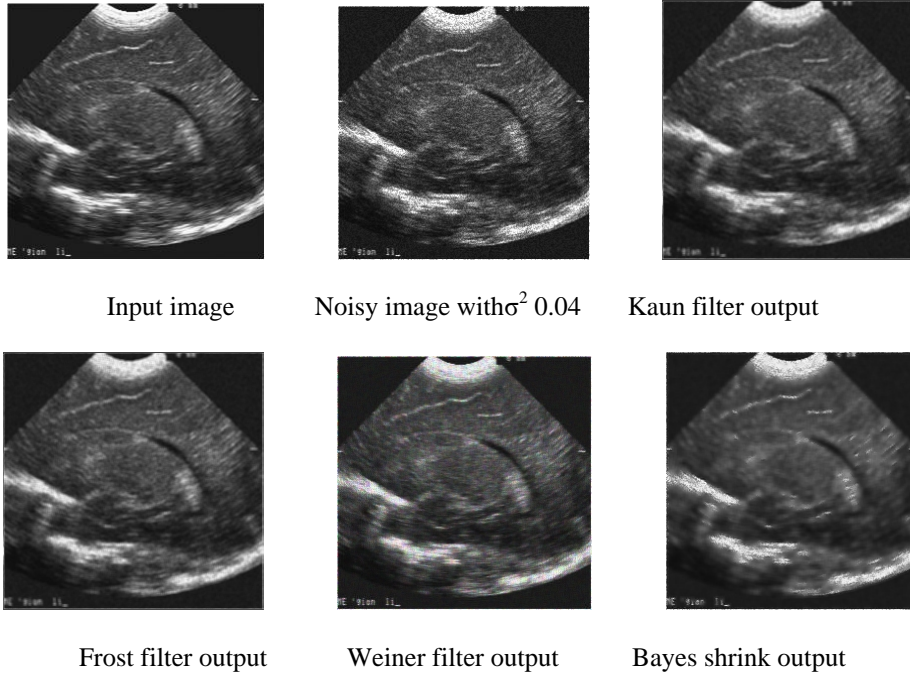 Input image
Noisy image withσ² 0.04
Kaun filter output
Frost filter output
Weiner filter output
Bayes shrink output